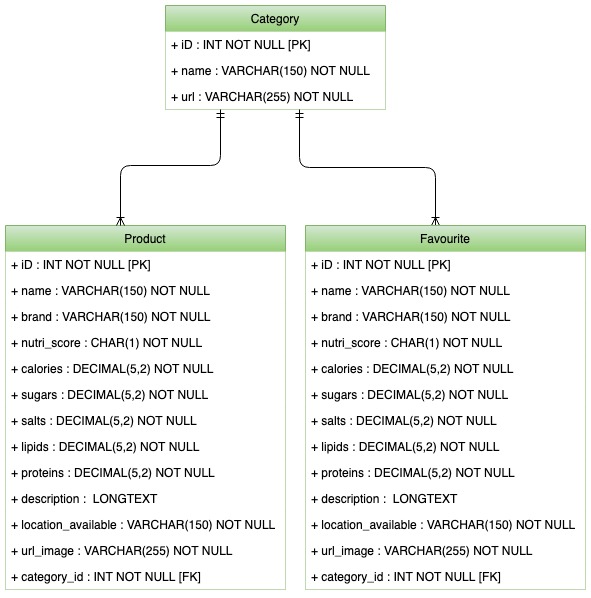 Category
+ iD : INT NOT NULL [PK]
+ name : VARCHAR(150) NOT NULL
+ url : VARCHAR(255) NOT NULL
Product
+ iD : INT NOT NULL [PK]
+ name : VARCHAR(150) NOT NULL
+ brand : VARCHAR(150) NOT NULL
+ nutri_score : CHAR(1) NOT NULL
+ calories : DECIMAL(5,2) NOT NULL
+ sugars : DECIMAL(5,2) NOT NULL
+ salts : DECIMAL(5,2) NOT NULL
+ lipids : DECIMAL(5,2) NOT NULL
+ proteins : DECIMAL(5,2) NOT NULL
+ description :  LONGTEXT
+ location_available : VARCHAR(150) NOT NULL
+ url_image : VARCHAR(255) NOT NULL
+ category_id : INT NOT NULL [FK]
Favourite
+ iD : INT NOT NULL [PK]
+ name : VARCHAR(150) NOT NULL
+ brand : VARCHAR(150) NOT NULL
+ nutri_score : CHAR(1) NOT NULL
+ calories : DECIMAL(5,2) NOT NULL
+ sugars : DECIMAL(5,2) NOT NULL
+ salts : DECIMAL(5,2) NOT NULL
+ lipids : DECIMAL(5,2) NOT NULL
+ proteins : DECIMAL(5,2) NOT NULL
+ description :  LONGTEXT
+ location_available : VARCHAR(150) NOT NULL
+ url_image : VARCHAR(255) NOT NULL
+ category_id : INT NOT NULL [FK]